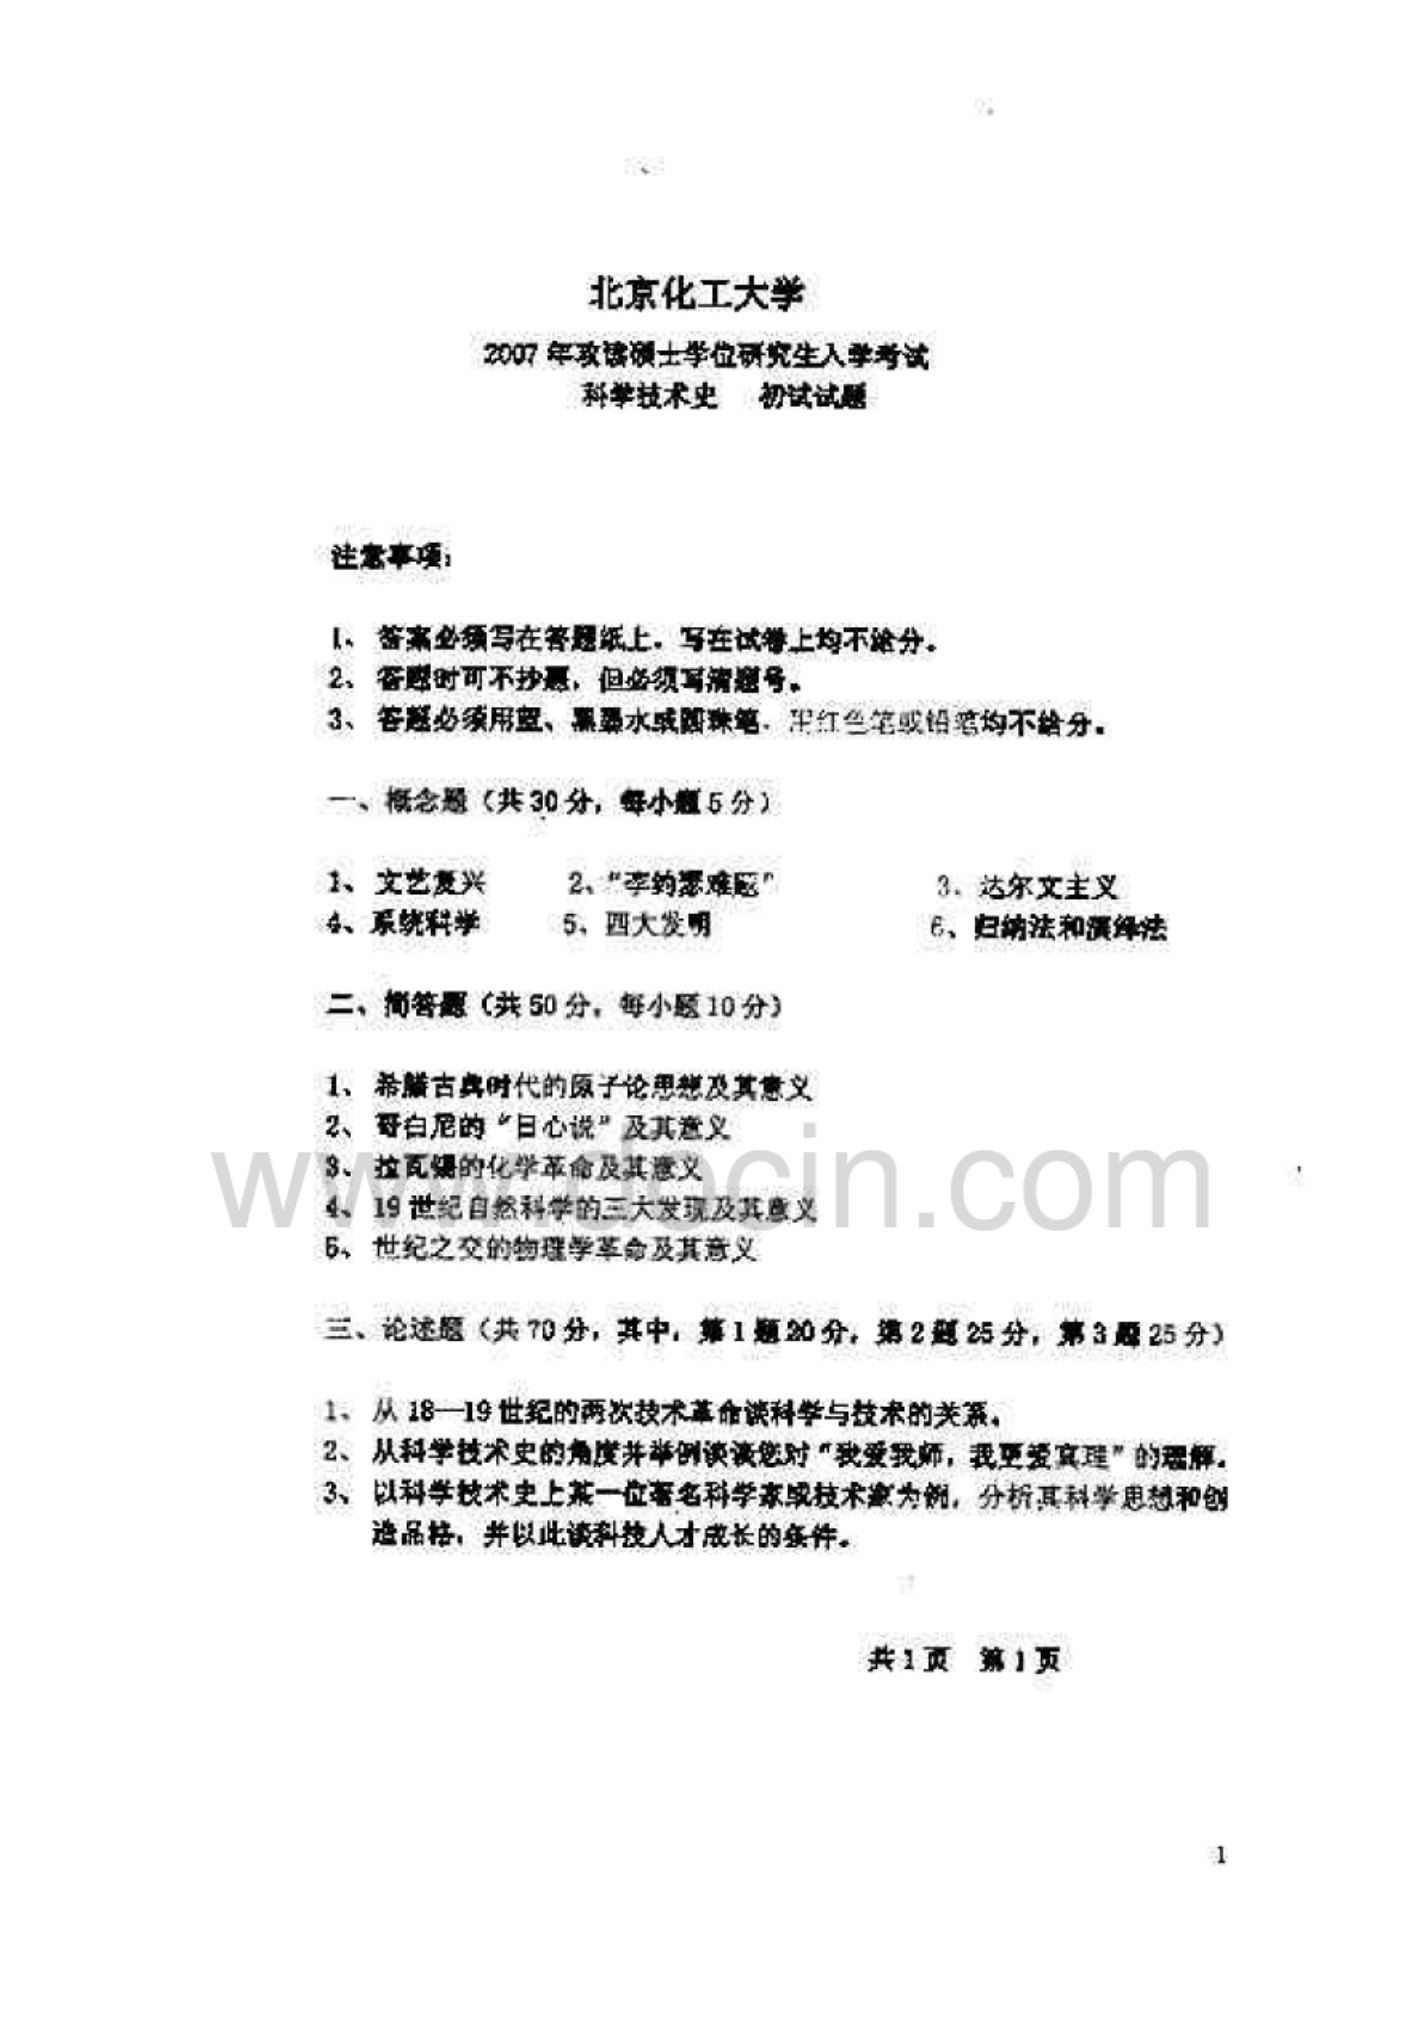 北京化工大学
2007年攻读硕士学位研究生入学考试
科学技术史 初试试题
注意事项：
1、答案必须写在答题纸上，写在试卷上均不给分。
2、答题时可不抄题，但必须写清题号。
3、答题必须用蓝、黑墨水或圆珠笔，用红色笔或铅笔均不给分。
一、概念题（共30分，每小题5分）
1、文艺复兴 2、“李约瑟难题” 3、达尔文主义
4、系统科学 5、四大发明 6、归纳法和演绎法
二、简答题（共50分，每小题10分）
1、希腊古典时代的原子论思想及其意义
2、哥白尼的“日心说”及其意义
3、拉瓦锡的化学革命及其意义
www.docin.com
4、19世纪自然科学的三大发现及其意义
5、世纪之交的物理学革命及其意义
三、论述题（共70分，其中，第1题20分，第2题25分，第3题25分）
1、从18—19世纪的两次技术革命谈科学与技术的关系。
2、从科学技术史的角度并举例谈谈您对“我爱我师，我更爱真理”的理解。
3、以科学技术史上某一位著名科学家或技术家为例，分析其科学思想和创
造品格，并以此谈科技人才成长的条件。
共1页 第1页
1